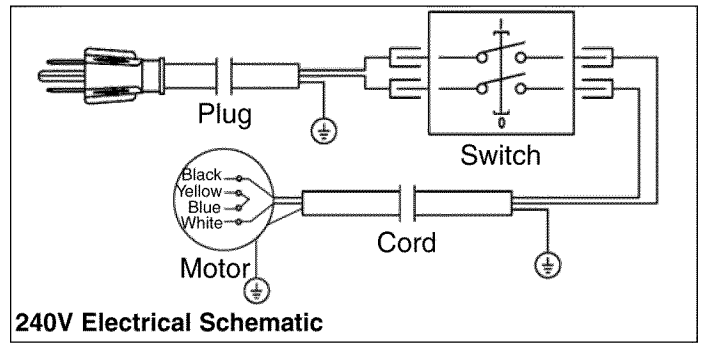 I
Plug
0
Switch
Black
Yellow
Blue
White
Cord
Motor
240V Electrical Schematic